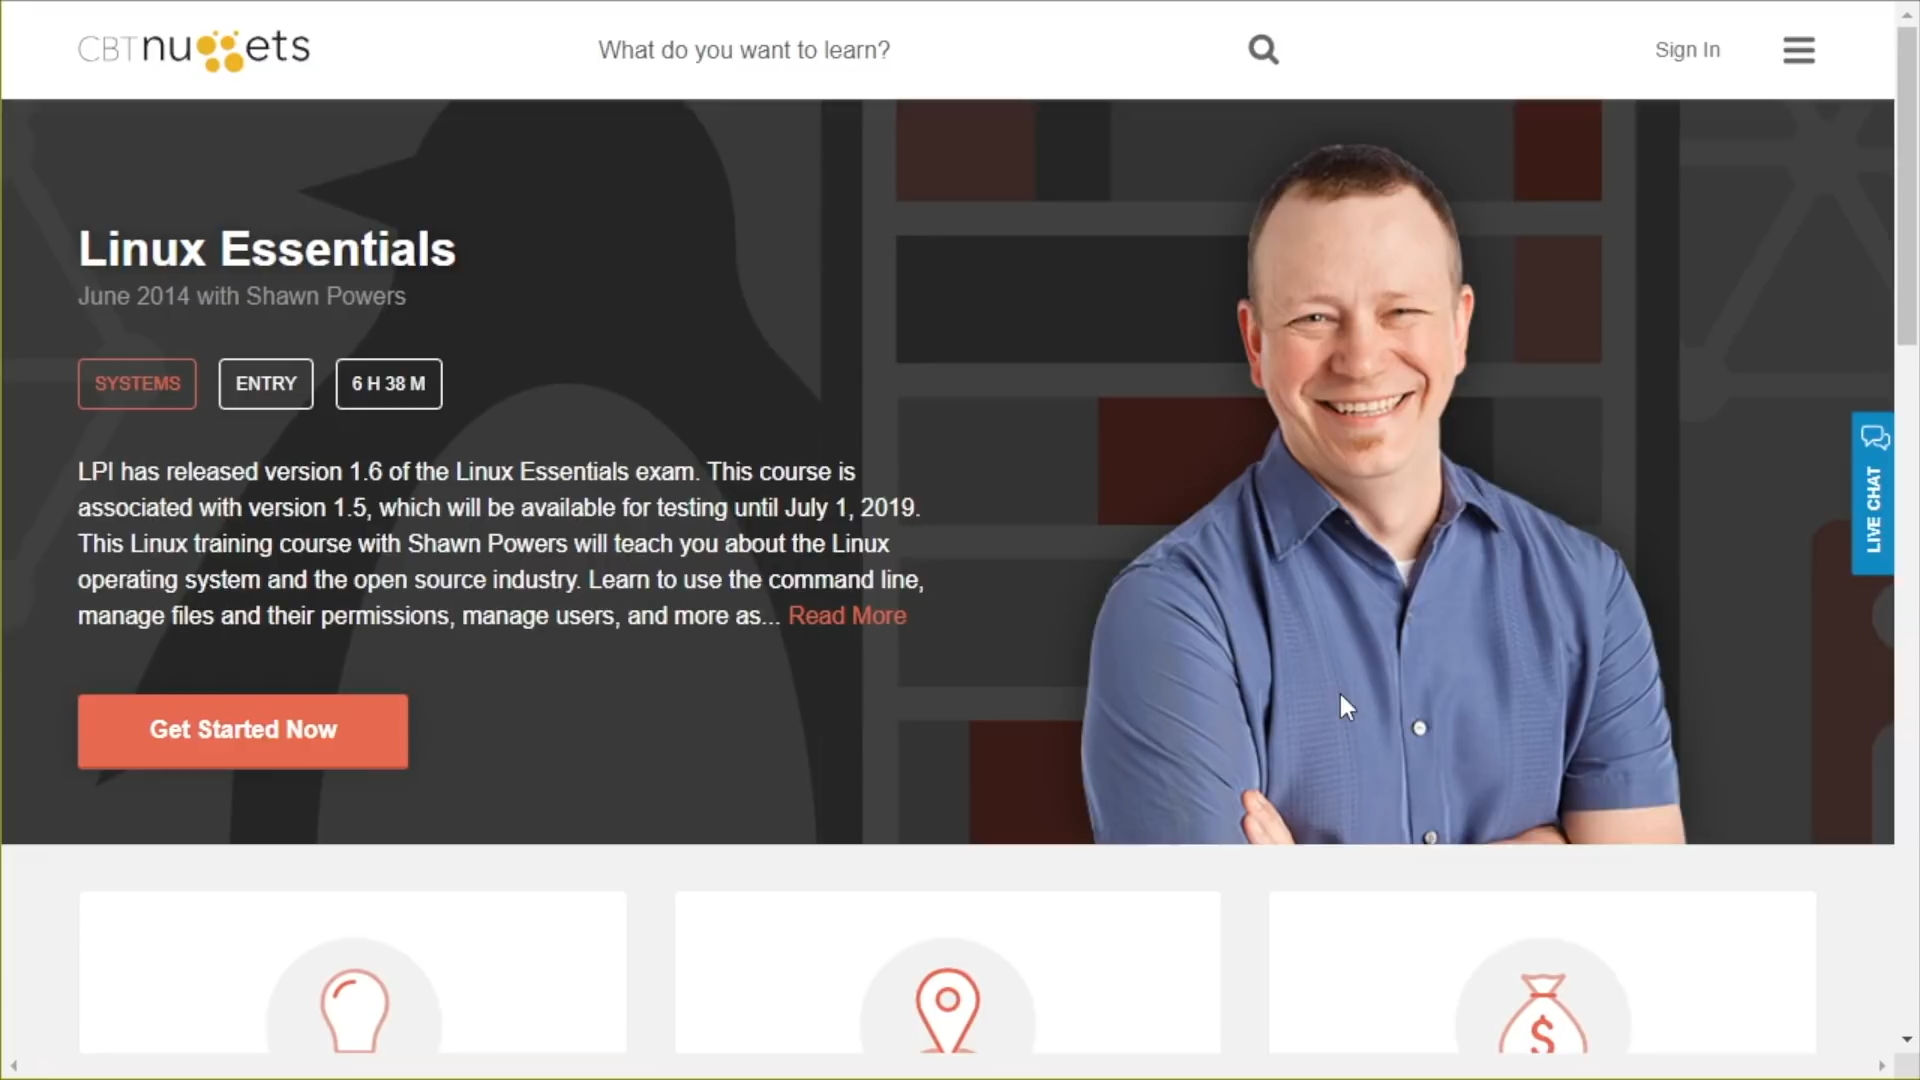 CBTnuggets
What do you want to learn?
Sign In
Linux Essentials
June 2014 with Shawn Powers
SYSTEMS
ENTRY
6 H 38 M
LPI has released version 1.6 of the Linux Essentials exam. This course is
associated with version 1.5, which will be available for testing until July 1, 2019.
This Linux training course with Shawn Powers will teach you about the Linux
operating system and the open source industry. Learn to use the command line,
manage files and their permissions, manage users, and more as... Read More
Get Started Now
LIVE CHAT
$